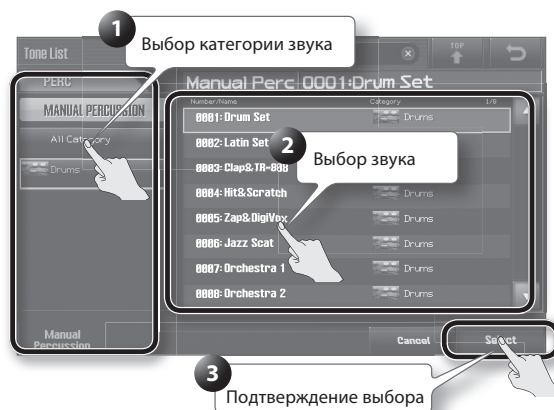 1
Выбор категории звука
Tone List
TOP
PERC
Manual Perc 0001:Drum Set
MANUAL PERCUSSION
Number/Name Category 1/8
0001: Drum Set Drums
All Category
0002: Latin Set
2
Выбор звука
Drums
0003: Clap&TR-808
0004: Hit&Scratch Drums
0005: Zap&DigiVox Drums
0006: Jazz Scat Drums
0007: Orchestra 1 Drums
0008: Orchestra 2 Drums
Manual
Percussion
Cancel Select
3
Подтверждение выбора